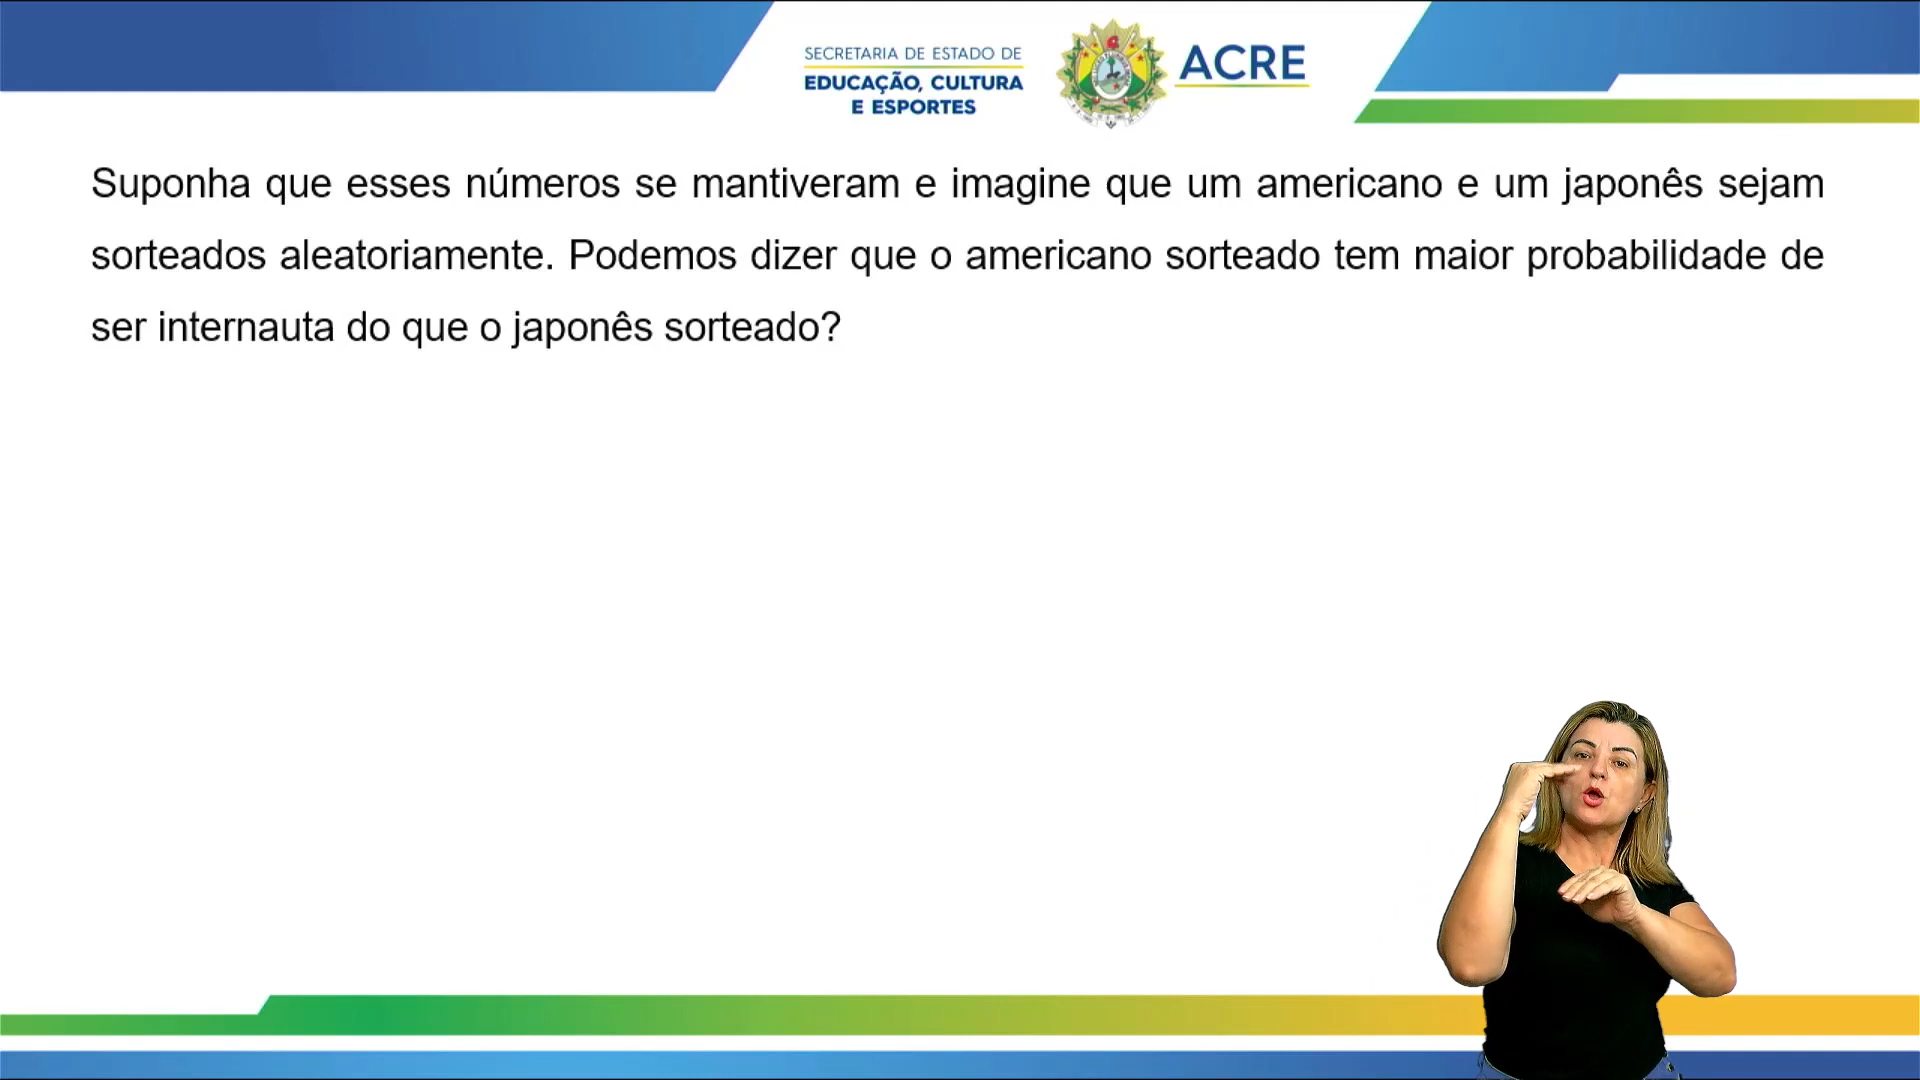 SECRETARIA DE ESTADO DE
EDUCAÇÃO, CULTURA
E ESPORTES
ACRE
Suponha que esses números se mantiveram e imagine que um americano e um japonês sejam
sorteados aleatoriamente. Podemos dizer que o americano sorteado tem maior probabilidade de
ser internauta do que o japonês sorteado?